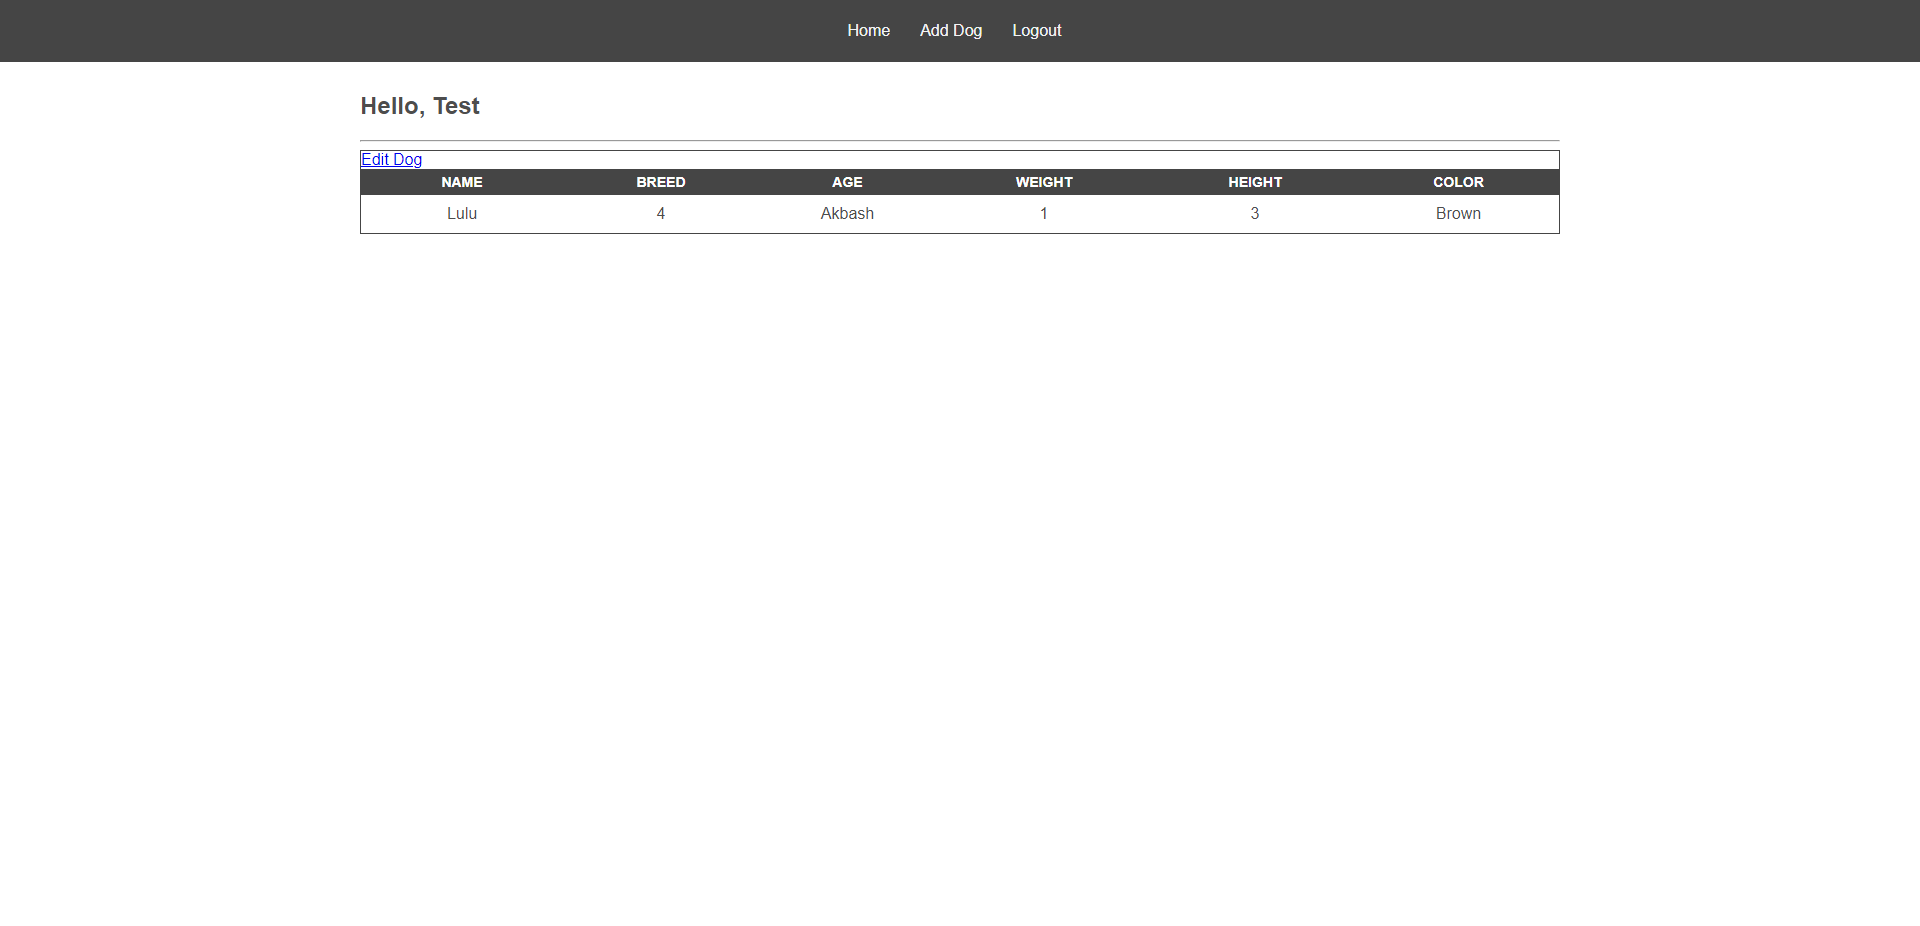 Home Add Dog Logout
Hello, Test
Edit Dog
NAME BREED AGE WEIGHT HEIGHT COLOR
Lulu 4 Akbash 1 3 Brown